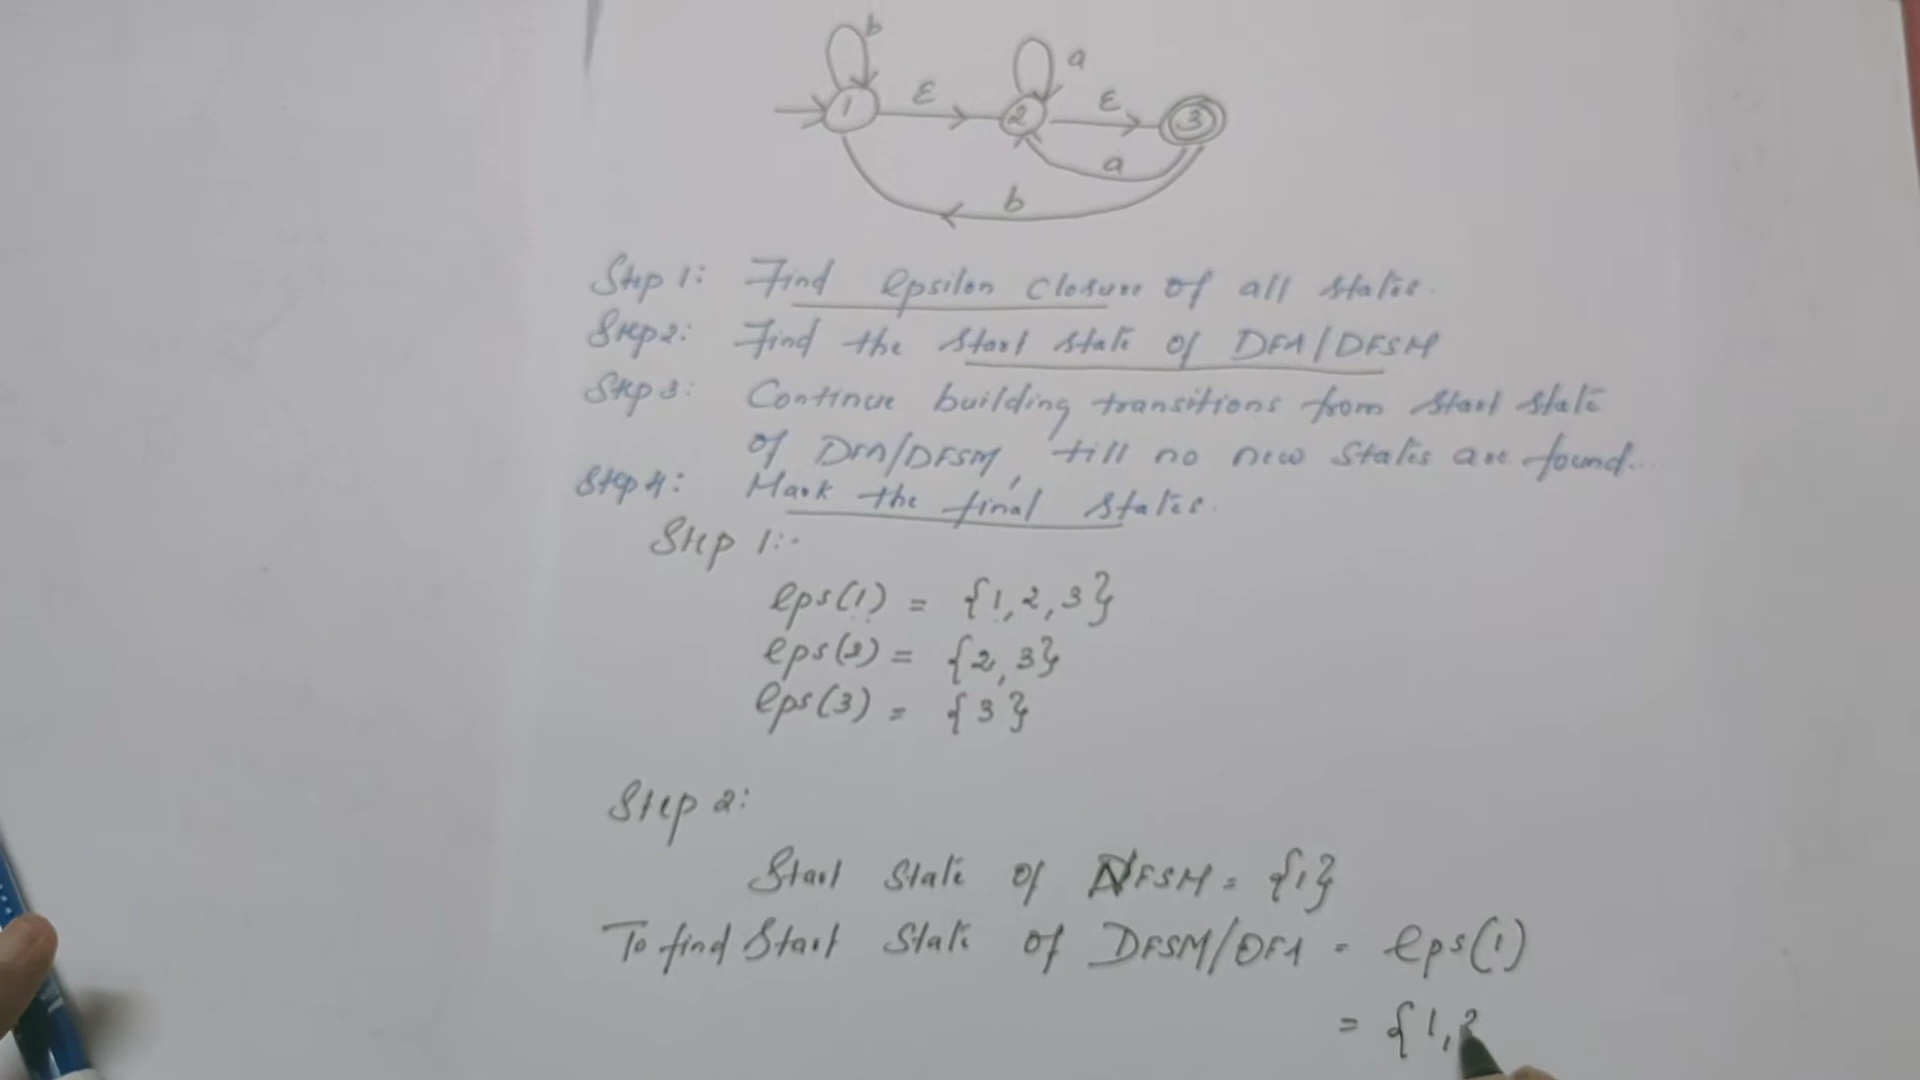 b
a
1
ε
2
ε
3
a
b
Step 1: Find epsilon closure of all states.
Step 2: Find the start state of DFA/DFSM
Step 3: Continue building transitions from start state
of DFA/DFSM, till no new states are found..
Step 4: Mark the final states.
Step 1:-
eps(1) = {1, 2, 3}
eps(2) = {2, 3}
eps(3) = {3}
Step 2:
Start State of NFSM = {1}
To find Start State of DFSM/DFA = eps(1)
= {1, 2